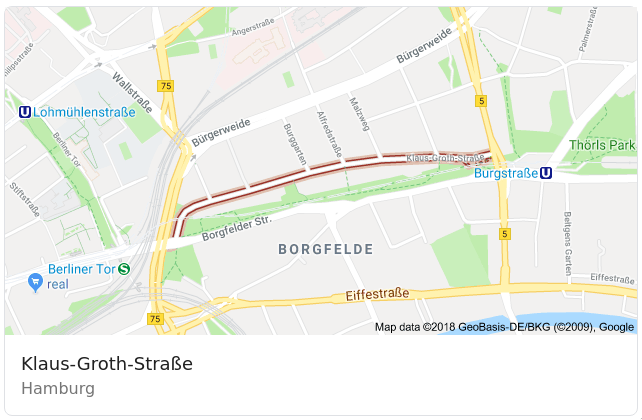 Angerstraße
Bürgerweide
Palmerstraße
Wallstraße
75
5
Lohmühlenstraße
U
Malzweg
Alfredstraße
Bürgerweide
Burggarten
Berliner Tor
Klaus-Groth-Straße
Thörls Park
Burgstraße
U
Stiftstraße
Borgfelder Str.
Beltgens Garten
5
BORGFELDE
Berliner Tor
S
real
Eiffestraße
Eiffestraße
75
Map data ©2018 GeoBasis-DE/BKG (©2009), Google
Klaus-Groth-Straße
Hamburg